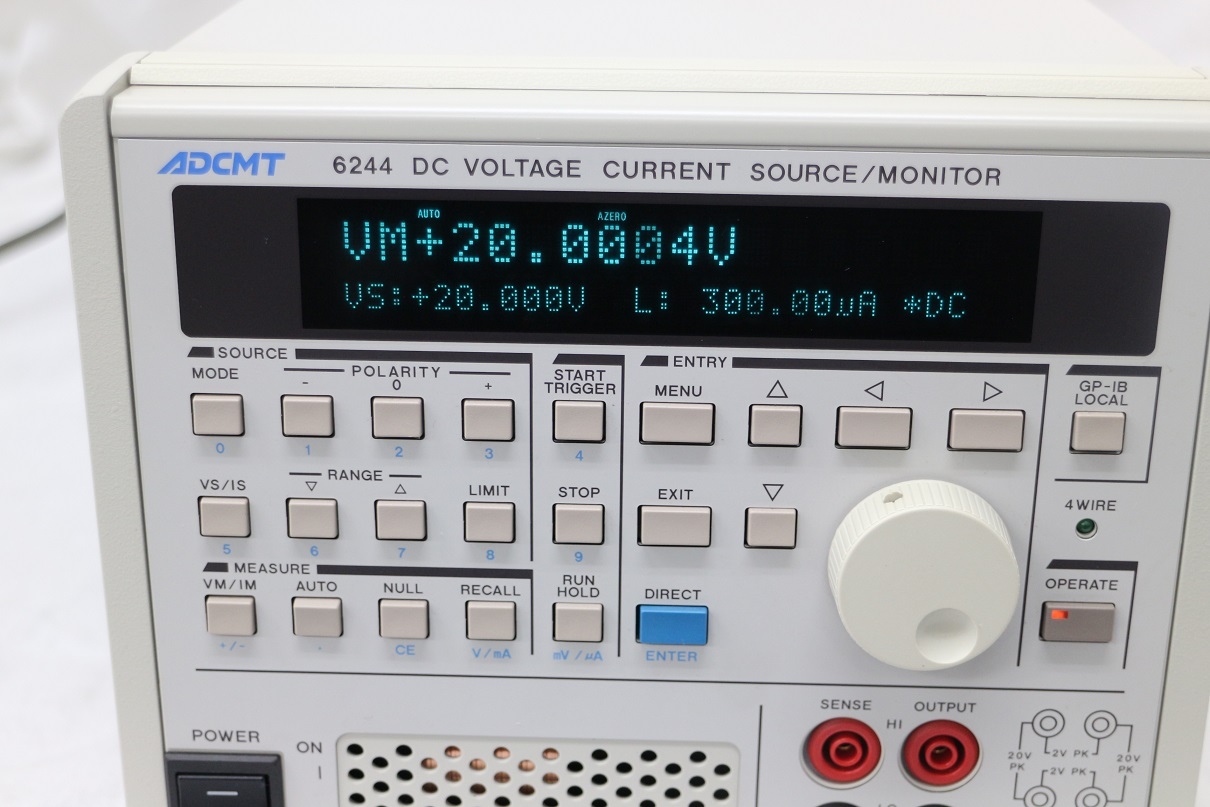 ADCMT 6244 DC VOLTAGE CURRENT SOURCE/MONITOR
AUTO AZERO
VM+20.0004V
VS:+20.000V L: 300.00µA *DC
SOURCE
MODE
POLARITY
- 0 +
START
TRIGGER
ENTRY
MENU △ ◁ ▷
GP-IB
LOCAL
0 1 2 3 4
VS/IS
RANGE
▽ △
LIMIT STOP EXIT ▽
4WIRE
5 6 7 8 9
MEASURE
VM/IM AUTO NULL RECALL
RUN
HOLD
DIRECT
OPERATE
+/- . CE V/mA mV/µA ENTER
POWER
ON
|
SENSE HI OUTPUT
20V
PK
2V PK
20V
PK
2V PK